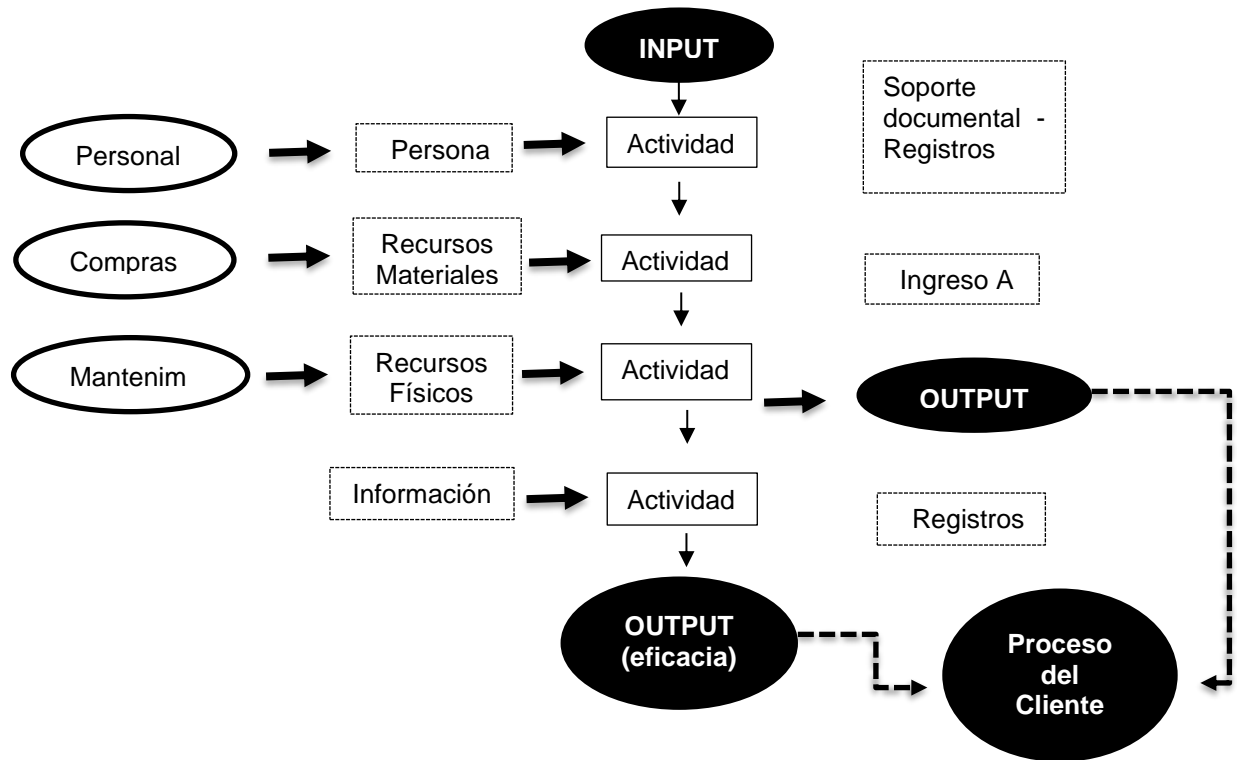 INPUT
Soporte
documental -
Registros
Personal
Persona
Actividad
Compras
Recursos
Materiales
Actividad
Ingreso A
Mantenim
Recursos
Físicos
Actividad
OUTPUT
Información
Actividad
Registros
OUTPUT
(eficacia)
Proceso
del
Cliente